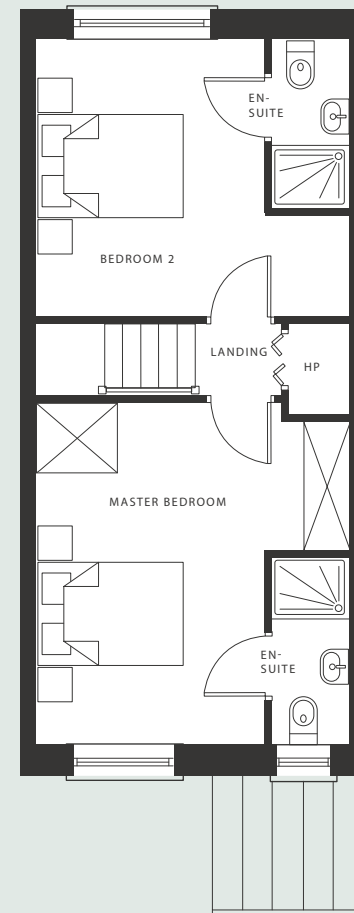 EN-
SUITE
BEDROOM 2
LANDING
HP
MASTER BEDROOM
EN-
SUITE